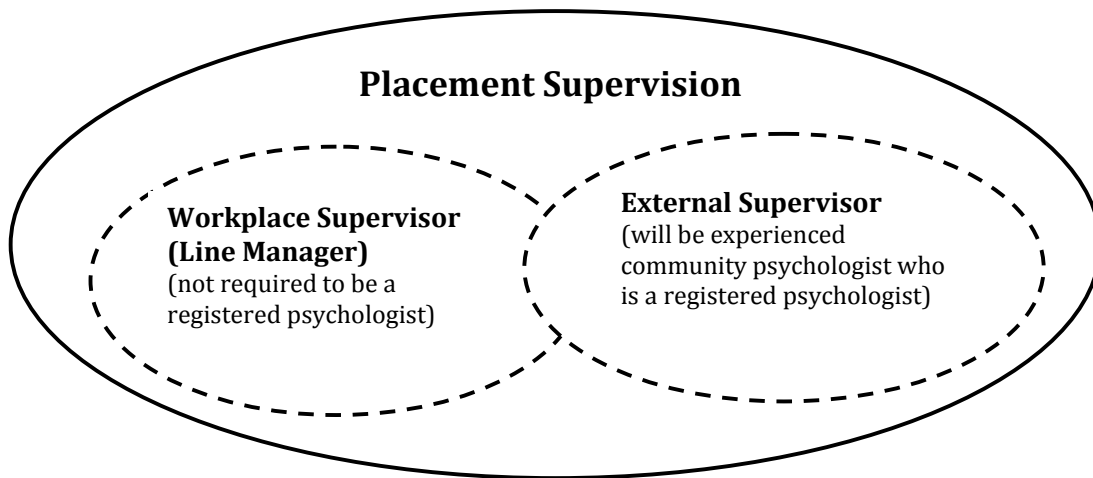 Placement Supervision
Workplace Supervisor
(Line Manager)
(not required to be a
registered psychologist)
External Supervisor
(will be experienced
community psychologist who
is a registered psychologist)